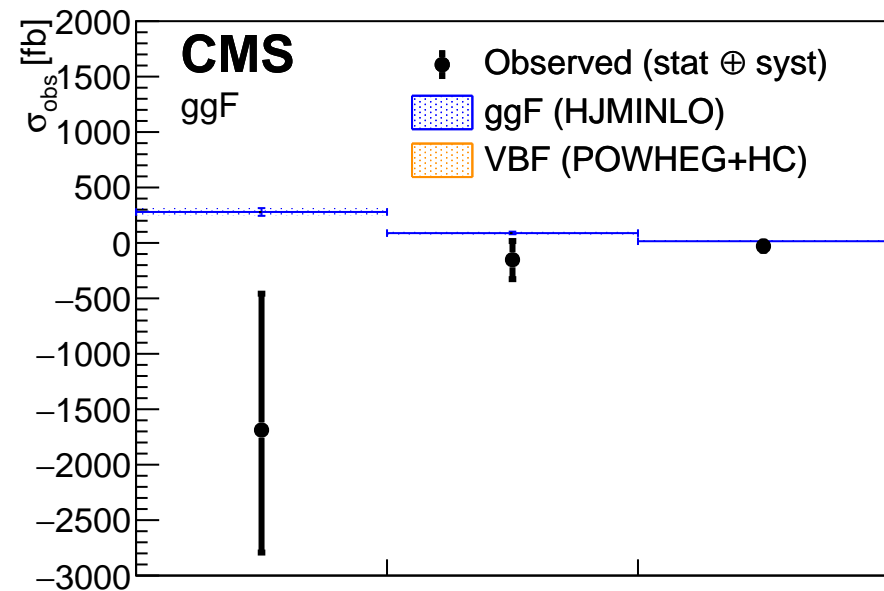 CMS
ggF
Observed (stat ⊕ syst)
ggF (HJMINLO)
VBF (POWHEG+HC)
σobs [fb]
2000
1500
1000
500
0
−500
−1000
−1500
−2000
−2500
−3000